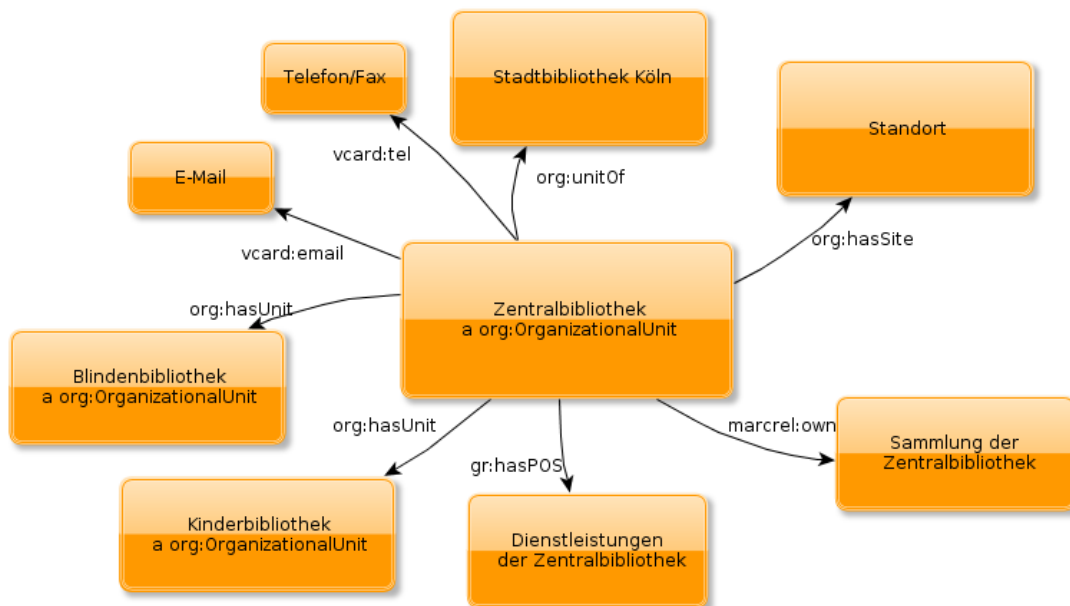 Telefon/Fax
Stadtbibliothek Köln
Standort
vcard:tel
E-Mail
org:unitOf
org:hasSite
vcard:email
org:hasUnit
Zentralbibliothek
a org:OrganizationalUnit
Blindenbibliothek
a org:OrganizationalUnit
org:hasUnit
marcrel:own
Sammlung der
Zentralbibliothek
gr:hasPOS
Kinderbibliothek
a org:OrganizationalUnit
Dienstleistungen
der Zentralbibliothek